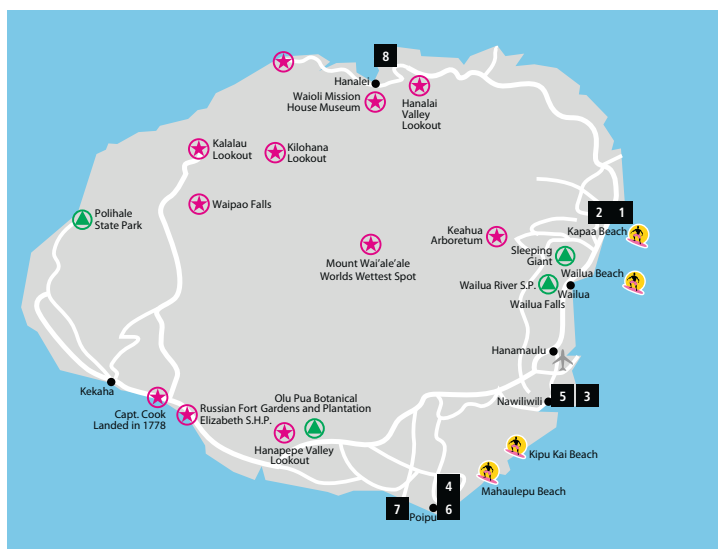 8
Hanalei
Waioli Mission
House Museum
Hanalai
Valley
Lookout
Kalalau
Lookout
Kilohana
Lookout
Waipao Falls
Polihale
State Park
2 1
Kapaa Beach
Keahua
Arboretum
Sleeping
Giant
Mount Wai'ale'ale
Worlds Wettest Spot
Wailua Beach
Wailua River S.P.
Wailua
Wailua Falls
Hanamaulu
Kekaha
Nawiliwili
5 3
Capt. Cook
Landed in 1778
Russian Fort
Elizabeth S.H.P.
Olu Pua Botanical
Gardens and Plantation
Hanapepe Valley
Lookout
Kipu Kai Beach
Mahaulepu Beach
4
7
Poipu
6